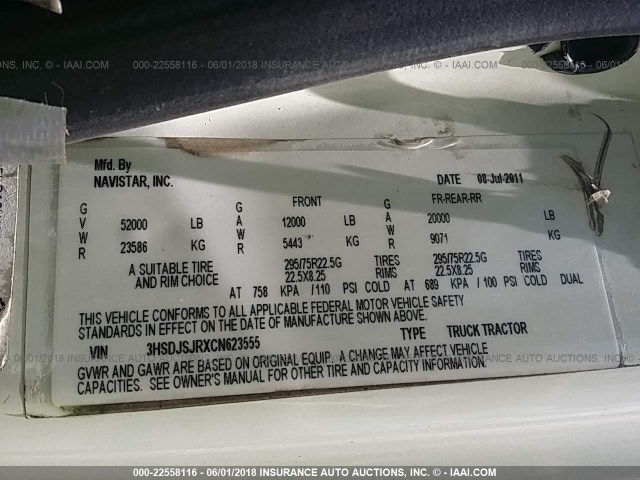 000-22558116 - 06/01/2018 INSURANCE AUTO AUCTIONS, INC. © - IAAI.COM
Mfd. By
NAVISTAR, INC.
DATE 08-Jul-2011
FRONT
FR-REAR-RR
GVWR 52000 LB GAWR 12000 LB GAWR 20000 LB
23586 KG 5443 KG 9071 KG
A SUITABLE TIRE 295/75R22.5G TIRES 295/75R22.5G TIRES
AND RIM CHOICE 22.5X8.25 RIMS 22.5X8.25 RIMS
AT 758 KPA /110 PSI COLD AT 689 KPA /100 PSI COLD DUAL
THIS VEHICLE CONFORMS TO ALL APPLICABLE FEDERAL MOTOR VEHICLE SAFETY
STANDARDS IN EFFECT ON THE DATE OF MANUFACTURE SHOWN ABOVE.
VIN 3HSDJSJRXCN623555 TYPE TRUCK TRACTOR
GVWR AND GAWR ARE BASED ON ORIGINAL EQUIP. A CHANGE MAY AFFECT VEHICLE
CAPACITIES. SEE OWNER'S MANUAL FOR OTHER TIRE AND CAPACITY INFORMATION.
000-22558116 - 06/01/2018 INSURANCE AUTO AUCTIONS, INC. © - IAAI.COM